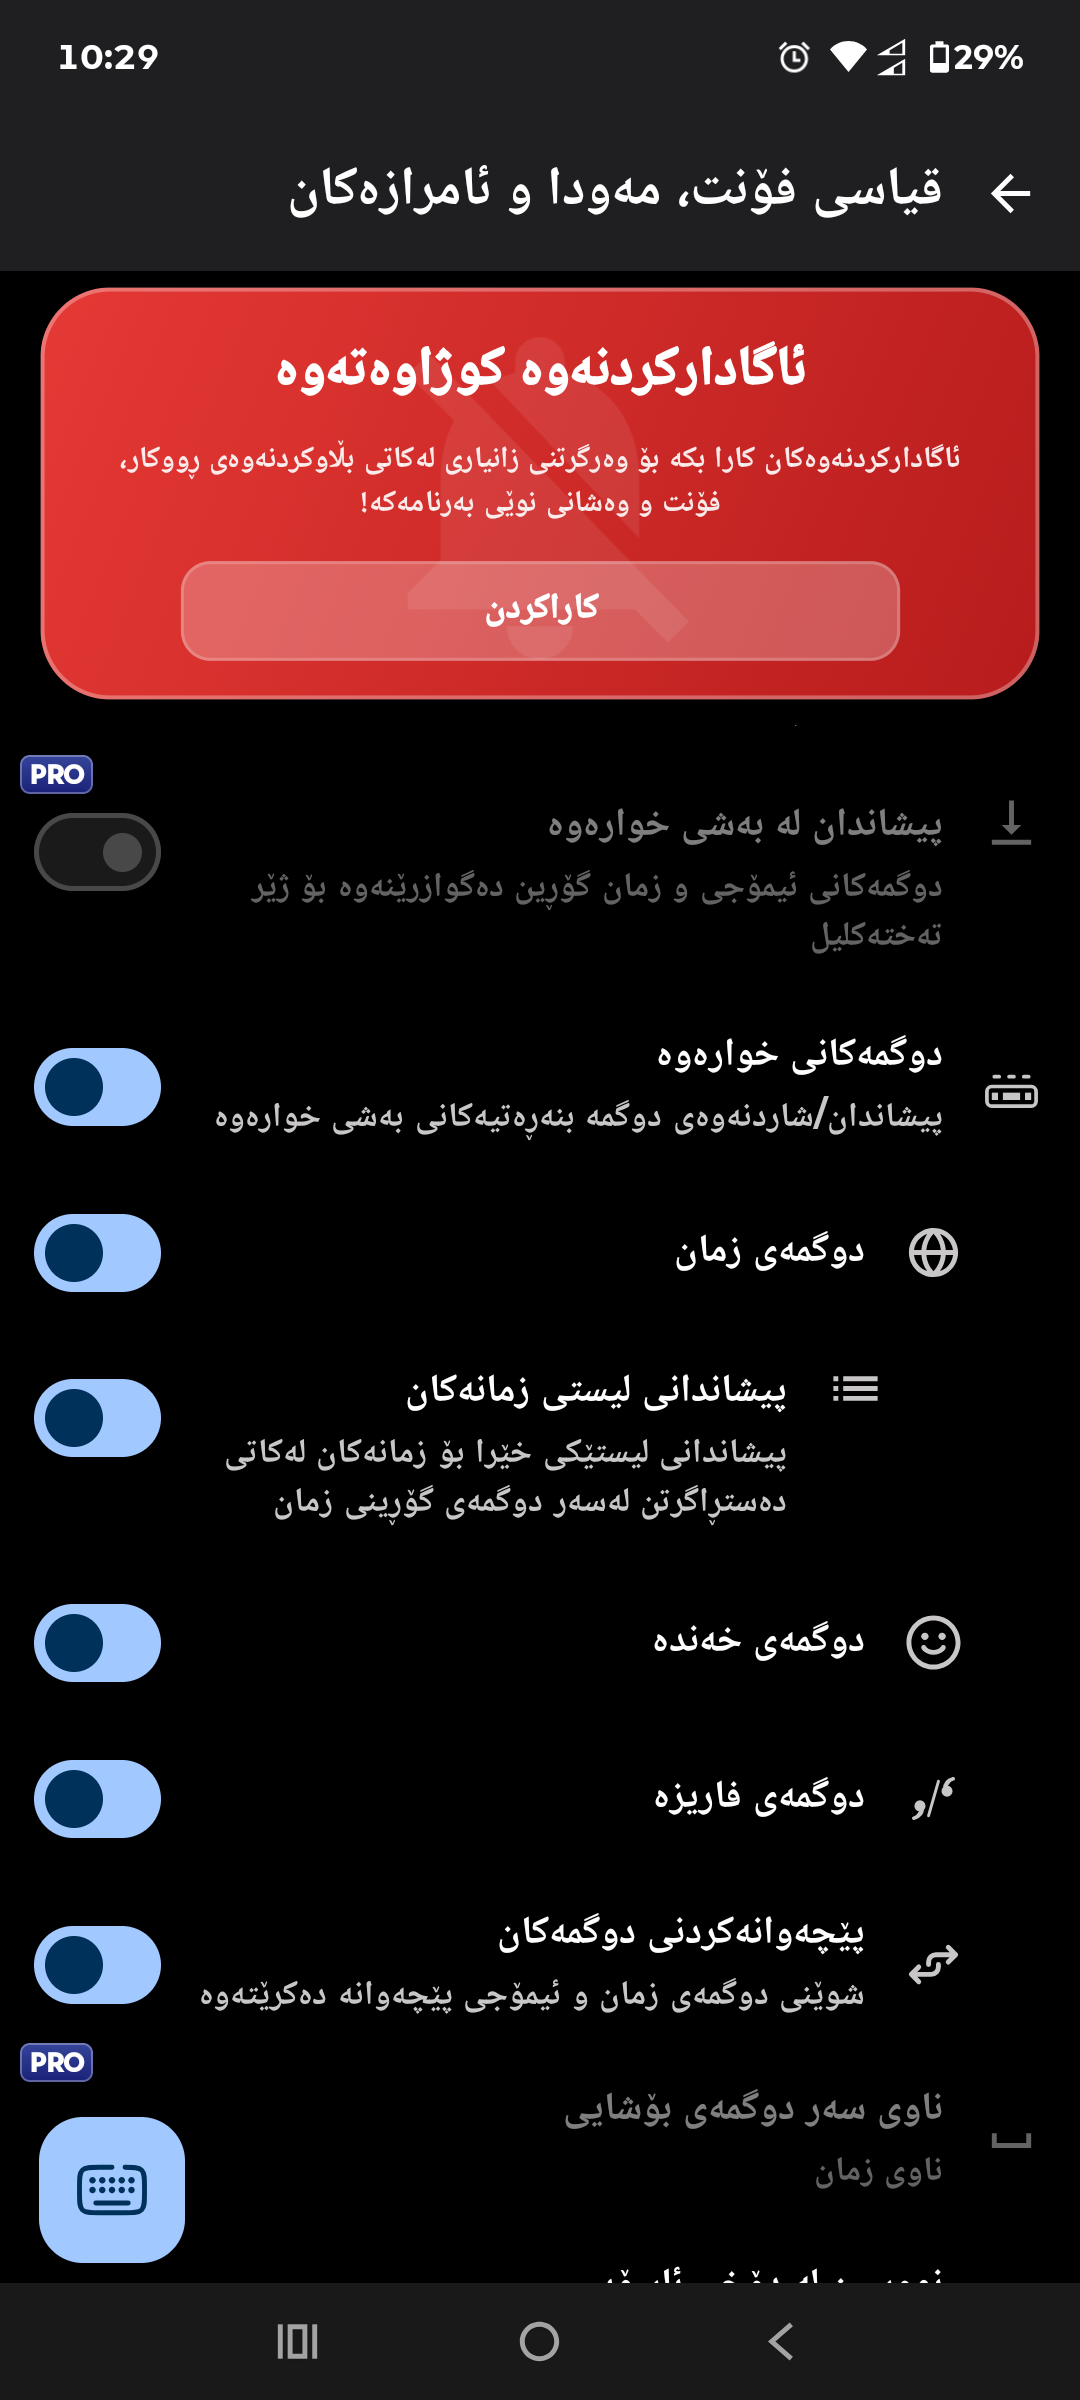 10:29
29%
قیاسی فۆنت، مەودا و ئامرازەکان
ئاگادارکردنەوە کوژاوەتەوە
ئاگادارکردنەوەکان کارا بکە بۆ وەرگرتنی زانیاری لەکاتی بڵاوکردنەوەی ڕووکار،
فۆنت و وەشانی نوێی بەرنامەکە!
کاراکردن
PRO
پیشاندان لە بەشی خوارەوە
دوگمەکانی ئیمۆجی و زمان گۆڕین دەگوازرێنەوە بۆ ژێر
تەختەکلیل
دوگمەکانی خوارەوە
پیشاندان/شاردنەوەی دوگمە بنەڕەتیەکانی بەشی خوارەوە
دوگمەی زمان
پیشاندانی لیستی زمانەکان
پیشاندانی لیستێکی خێرا بۆ زمانەکان لەکاتی
دەستڕاگرتن لەسەر دوگمەی گۆڕینی زمان
دوگمەی خەندە
دوگمەی فاریزە
پێچەوانەکردنی دوگمەکان
شوێنی دوگمەی زمان و ئیمۆجی پێچەوانە دەکرێتەوە
PRO
ناوی سەر دوگمەی بۆشایی
ناوی زمان